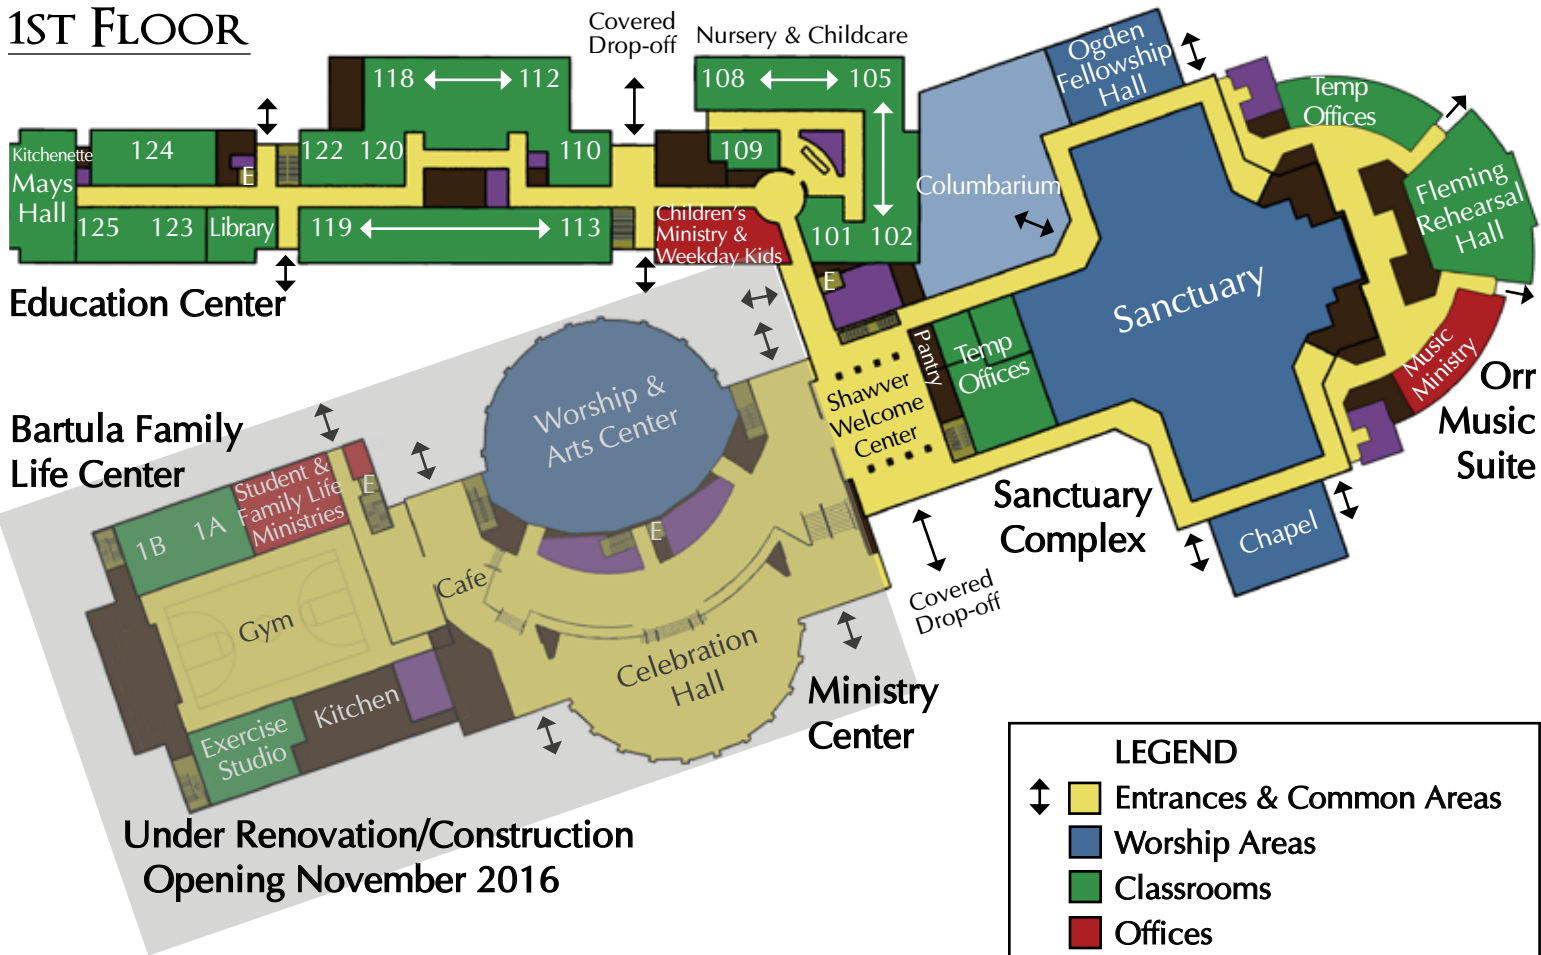 1ST FLOOR
Covered
Drop-off
Nursery & Childcare
118
112
108
105
Ogden
Fellowship
Hall
Temp
Offices
Kitchenette
124
E
122
120
110
109
Mays
Hall
125
123
Library
119
113
Children's
Ministry &
Weekday Kids
101
102
Columbarium
Fleming
Rehearsal
Hall
Education Center
E
Sanctuary
Pantry
Temp
Offices
Shawver
Welcome
Center
Music
Ministry
Orr
Music
Suite
Worship &
Arts Center
Bartula Family
Life Center
Student &
Family Life
Ministries
E
1B
1A
E
Sanctuary
Complex
Chapel
Cafe
Gym
Covered
Drop-off
Celebration
Hall
Kitchen
Exercise
Studio
Ministry
Center
Under Renovation/Construction
Opening November 2016
LEGEND
Entrances & Common Areas
Worship Areas
Classrooms
Offices